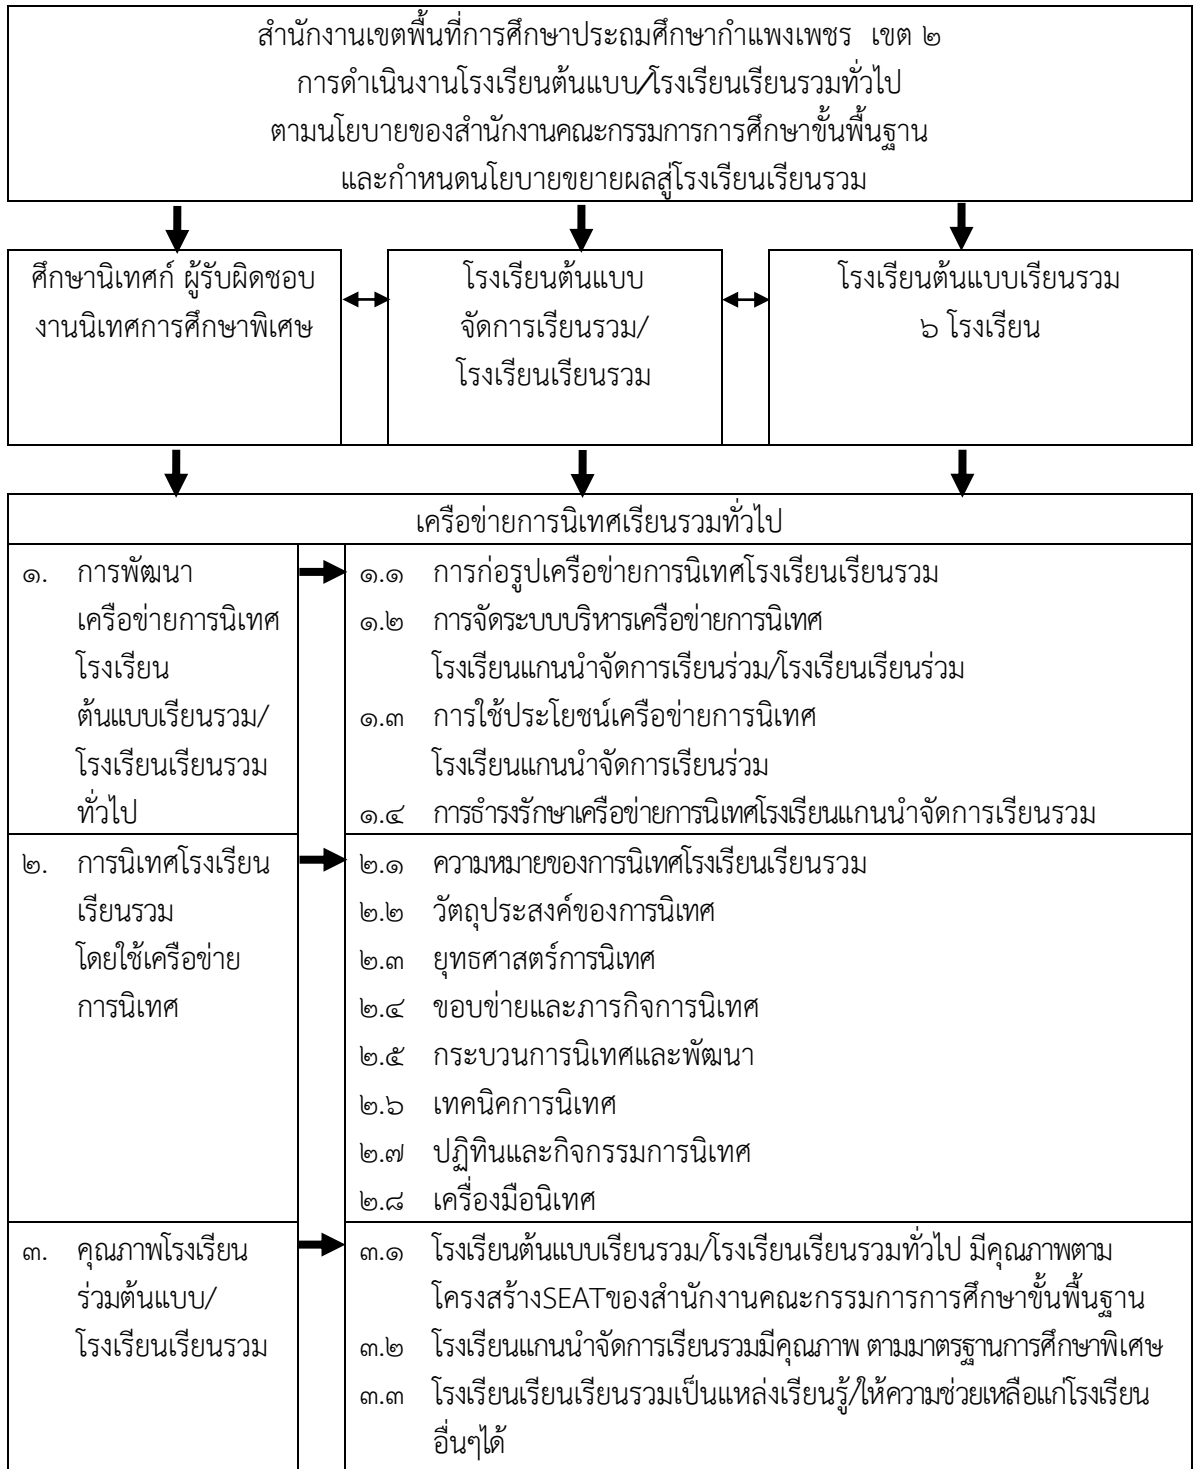 สำนักงานเขตพื้นที่การศึกษาประถมศึกษากำแพงเพชร เขต ๒
การดำเนินงานโรงเรียนต้นแบบ/โรงเรียนเรียนรวมทั่วไป
ตามนโยบายของสำนักงานคณะกรรมการการศึกษาขั้นพื้นฐาน
และกำหนดนโยบายขยายผลสู่โรงเรียนเรียนรวม
ศึกษานิเทศก์ ผู้รับผิดชอบ
งานนิเทศการศึกษาพิเศษ
โรงเรียนต้นแบบ
จัดการเรียนรวม/
โรงเรียนเรียนรวม
โรงเรียนต้นแบบเรียนรวม
๖ โรงเรียน
เครือข่ายการนิเทศเรียนรวมทั่วไป
๑. การพัฒนา
เครือข่ายการนิเทศ
โรงเรียน
ต้นแบบเรียนรวม/
โรงเรียนเรียนรวม
ทั่วไป
๑.๑ การก่อรูปเครือข่ายการนิเทศโรงเรียนเรียนรวม
๑.๒ การจัดระบบบริหารเครือข่ายการนิเทศ
โรงเรียนแกนนำจัดการเรียนร่วม/โรงเรียนเรียนร่วม
๑.๓ การใช้ประโยชน์เครือข่ายการนิเทศ
โรงเรียนแกนนำจัดการเรียนร่วม
๑.๔ การธำรงรักษาเครือข่ายการนิเทศโรงเรียนแกนนำจัดการเรียนรวม
๒. การนิเทศโรงเรียน
เรียนรวม
โดยใช้เครือข่าย
การนิเทศ
๒.๑ ความหมายของการนิเทศโรงเรียนเรียนรวม
๒.๒ วัตถุประสงค์ของการนิเทศ
๒.๓ ยุทธศาสตร์การนิเทศ
๒.๔ ขอบข่ายและภารกิจการนิเทศ
๒.๕ กระบวนการนิเทศและพัฒนา
๒.๖ เทคนิคการนิเทศ
๒.๗ ปฏิทินและกิจกรรมการนิเทศ
๒.๘ เครื่องมือนิเทศ
๓. คุณภาพโรงเรียน
ร่วมต้นแบบ/
โรงเรียนเรียนรวม
๓.๑ โรงเรียนต้นแบบเรียนรวม/โรงเรียนเรียนรวมทั่วไป มีคุณภาพตาม
โครงสร้างSEATของสำนักงานคณะกรรมการการศึกษาขั้นพื้นฐาน
๓.๒ โรงเรียนแกนนำจัดการเรียนรวมมีคุณภาพ ตามมาตรฐานการศึกษาพิเศษ
๓.๓ โรงเรียนเรียนเรียนรวมเป็นแหล่งเรียนรู้/ให้ความช่วยเหลือแก่โรงเรียน
อื่นๆได้